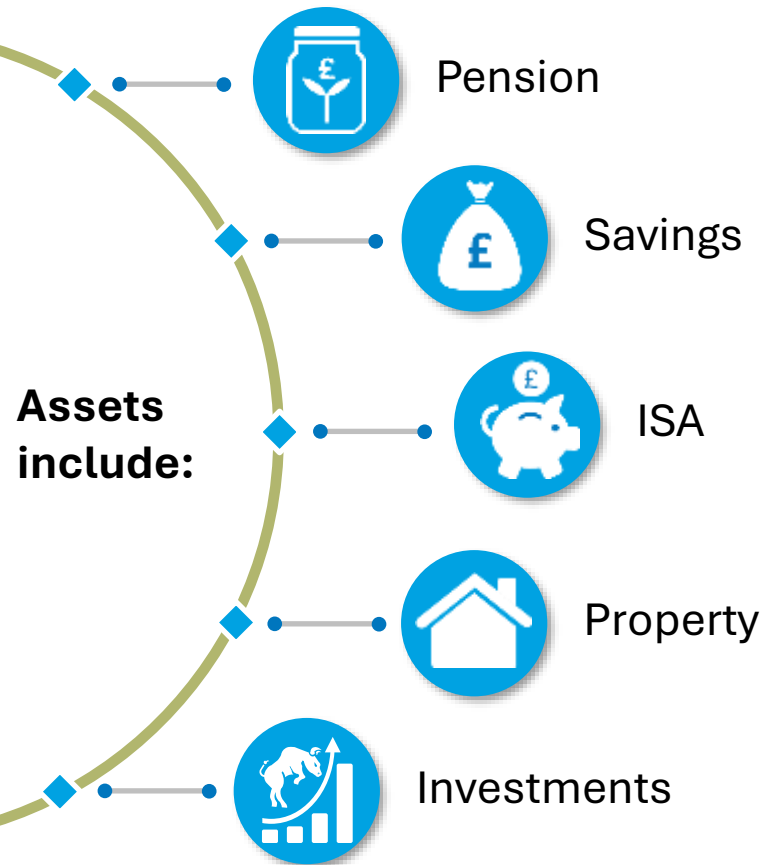 £
Pension
£
Savings
Assets
include:
£
ISA
Property
Investments